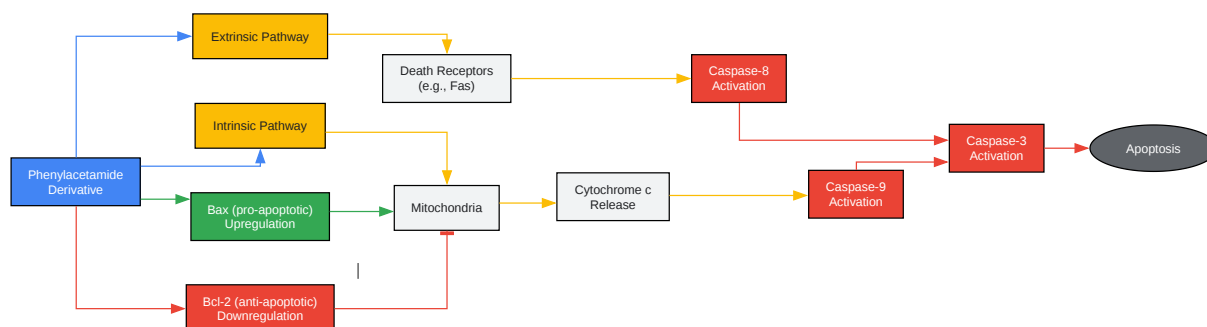 Extrinsic Pathway
Death Receptors
(e.g., Fas)
Caspase-8
Activation
Intrinsic Pathway
Caspase-3
Activation
Apoptosis
Phenylacetamide
Derivative
Bax (pro-apoptotic)
Upregulation
Mitochondria
Cytochrome c
Release
Caspase-9
Activation
Bcl-2 (anti-apoptotic)
Downregulation